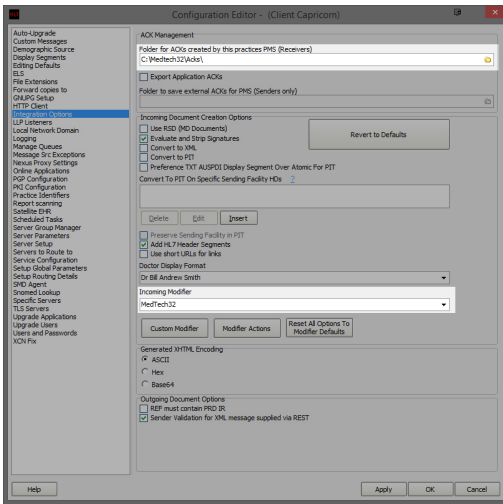 Configuration Editor - (Client Capricorn)
Auto-Upgrade
Custom Messages
Demographic Source
Display Segments
Editing Defaults
ELS
File Extensions
Forward copies to
GNUPG Setup
HTTP Client
Integration Options
LLP Listeners
Local Network Domain
Logging
Manage Queues
Message Src Exceptions
Nexus Proxy Settings
Online Applications
PGP Configuration
PKI Configuration
Practice Identifiers
Report scanning
Satellite EHR
Scheduled Tasks
Server Group Manager
Server Parameters
Server Setup
Servers to Route to
Service Configuration
Setup Global Parameters
Setup Routing Details
SMD Agent
Snomed Lookup
Specific Servers
TLS Servers
Upgrade Applications
Upgrade Users
Users and Passwords
XCN Fix
ACK Management
Folder for ACKs created by this practices PMS (Receivers)
C:\Medtech32\Acks\
Export Application ACKs
Folder to save external ACKs for PMS (Senders only)
Incoming Document Creation Options
Use RSD (MD Documents)
Evaluate and Strip Signatures
Convert to XML
Convert to PIT
Preference TXT AUSPDI Display Segment Over Atomic For PIT
Revert to Defaults
Convert To PIT On Specific Sending Facility HDs ?
Delete Edit Insert
Preserve Sending Facility in PIT
Add HL7 Header Segments
Use short URLs for links
Doctor Display Format
Dr Bill Andrew Smith
Incoming Modifier
MedTech32
Custom Modifier Modifier Actions Reset All Options To
Modifier Defaults
Generated XHTML Encoding
ASCII
Hex
Base64
Outgoing Document Options
REF must contain PRD IR
Sender Validation for XML message supplied via REST
Help Apply OK Cancel